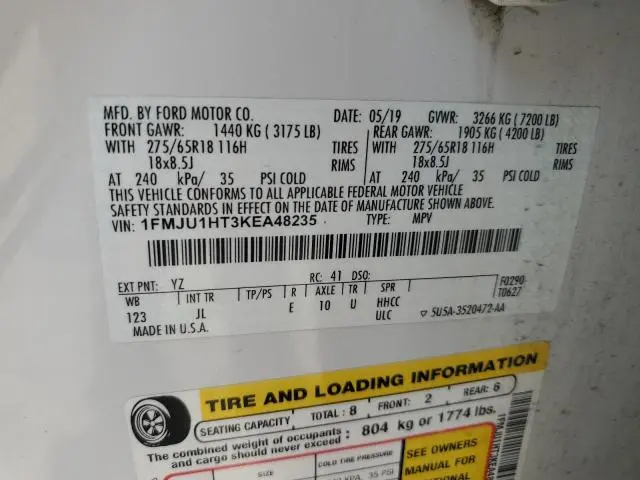 MFD. BY FORD MOTOR CO. DATE: 05/19 GVWR: 3266 KG (7200 LB)
FRONT GAWR: 1440 KG (3175 LB) REAR GAWR: 1905 KG (4200 LB)
WITH 275/65R18 116H TIRES WITH 275/65R18 116H TIRES
18x8.5J RIMS 18x8.5J RIMS
AT 240 kPa/ 35 PSI COLD AT 240 kPa/ 35 PSI COLD
THIS VEHICLE CONFORMS TO ALL APPLICABLE FEDERAL MOTOR VEHICLE
SAFETY STANDARDS IN EFFECT ON THE DATE OF MANUFACTURE SHOWN ABOVE.
VIN: 1FMJU1HT3KEA48235 TYPE: MPV
EXT PNT: YZ RC: 41 DSO: F0290
WB INT TR TP/PS R AXLE TR SPR T0627
123 JL E 10 U HHCC
ULC ▽ 5U5A-3520472-AA
MADE IN U.S.A.
TIRE AND LOADING INFORMATION
SEATING CAPACITY TOTAL: 8 FRONT: 2 REAR: 6
The combined weight of occupants : 804 kg or 1774 lbs.
and cargo should never exceed
SIZE COLD TIRE PRESSURE
SEE OWNERS
MANUAL FOR
35 PSI